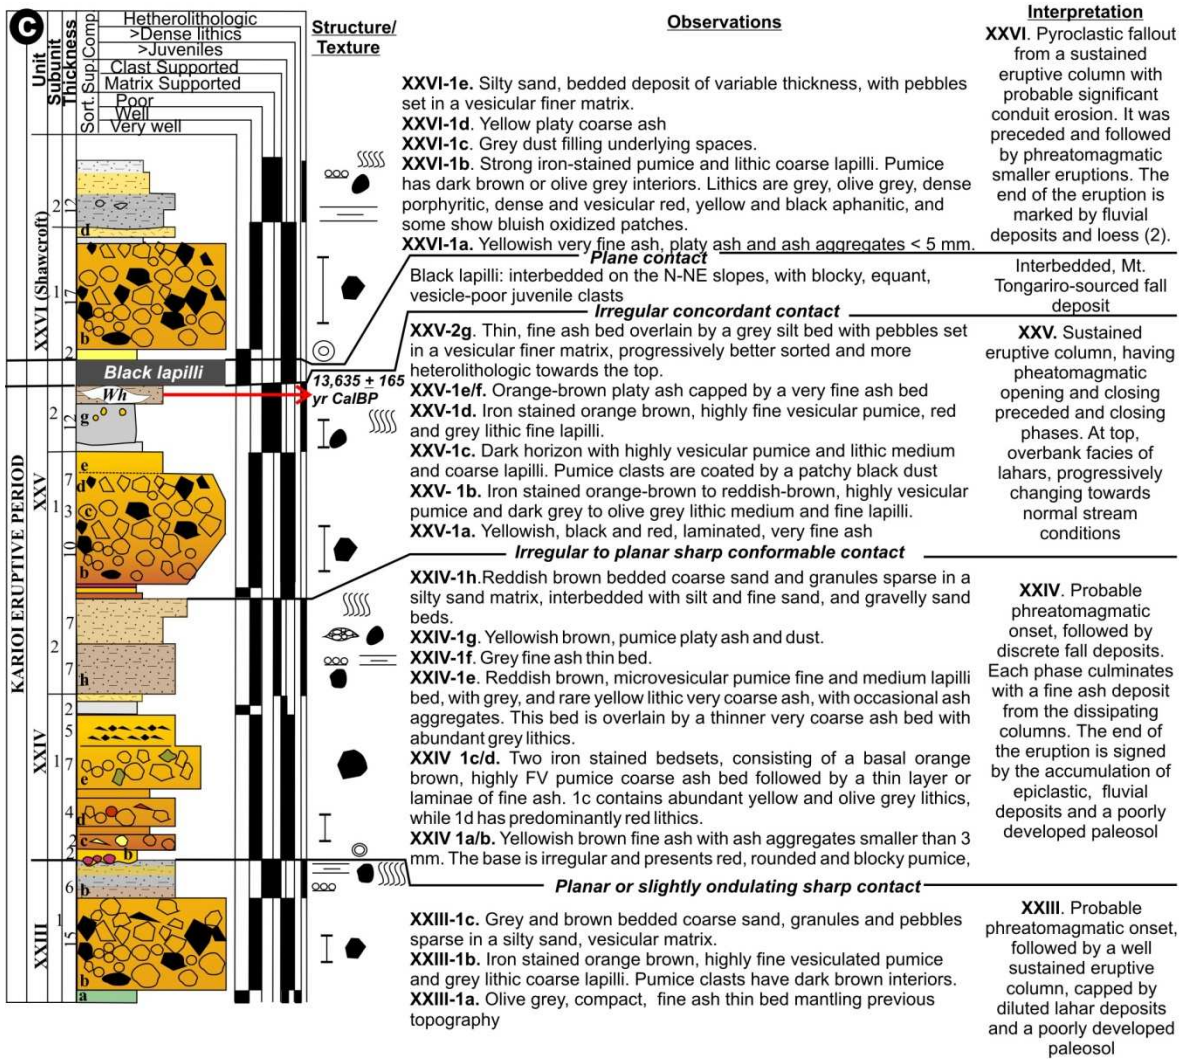 C
Hetherolithologic
>Dense lithics
>Juveniles
Clast Supported
Matrix Supported
Poor
Well
Very well
Unit
Subunit
Thickness
Sort. Sup. Comp.
Structure/
Texture
Observations
Interpretation
KARIOI ERUPTIVE PERIOD
XXVI (Shawcroft)
2
12
d
1
17
b
2
Black lapilli
Wh
13,635 ± 165
yr CalBP
XXV
2
12
g
e
7
d
1
3
c
10
b
XXIV
7
2
7
h
2
5
1
7
e
4
d
2
c
2
b
XXIII
6
b
1
15
b
a
XXVI-1e. Silty sand, bedded deposit of variable thickness, with pebbles
set in a vesicular finer matrix.
XXVI-1d. Yellow platy coarse ash
XXVI-1c. Grey dust filling underlying spaces.
XXVI-1b. Strong iron-stained pumice and lithic coarse lapilli. Pumice
has dark brown or olive grey interiors. Lithics are grey, olive grey, dense
porphyritic, dense and vesicular red, yellow and black aphanitic, and
some show bluish oxidized patches.
XXVI-1a. Yellowish very fine ash, platy ash and ash aggregates < 5 mm.
Plane contact
Black lapilli: interbedded on the N-NE slopes, with blocky, equant,
vesicle-poor juvenile clasts
Irregular concordant contact
XXV-2g. Thin, fine ash bed overlain by a grey silt bed with pebbles set
in a vesicular finer matrix, progressively better sorted and more
heterolithologic towards the top.
XXV-1e/f. Orange-brown platy ash capped by a very fine ash bed
XXV-1d. Iron stained orange brown, highly fine vesicular pumice, red
and grey lithic fine lapilli.
XXV-1c. Dark horizon with highly vesicular pumice and lithic medium
and coarse lapilli. Pumice clasts are coated by a patchy black dust
XXV- 1b. Iron stained orange-brown to reddish-brown, highly vesicular
pumice and dark grey to olive grey lithic medium and fine lapilli.
XXV-1a. Yellowish, black and red, laminated, very fine ash
Irregular to planar sharp conformable contact
XXIV-1h.Reddish brown bedded coarse sand and granules sparse in a
silty sand matrix, interbedded with silt and fine sand, and gravelly sand
beds.
XXIV-1g. Yellowish brown, pumice platy ash and dust.
XXIV-1f. Grey fine ash thin bed.
XXIV-1e. Reddish brown, microvesicular pumice fine and medium lapilli
bed, with grey, and rare yellow lithic very coarse ash, with occasional ash
aggregates. This bed is overlain by a thinner very coarse ash bed with
abundant grey lithics.
XXIV 1c/d. Two iron stained bedsets, consisting of a basal orange
brown, highly FV pumice coarse ash bed followed by a thin layer or
laminae of fine ash. 1c contains abundant yellow and olive grey lithics,
while 1d has predominantly red lithics.
XXIV 1a/b. Yellowish brown fine ash with ash aggregates smaller than 3
mm. The base is irregular and presents red, rounded and blocky pumice,
Planar or slightly ondulating sharp contact
XXIII-1c. Grey and brown bedded coarse sand, granules and pebbles
sparse in a silty sand, vesicular matrix.
XXIII-1b. Iron stained orange brown, highly fine vesiculated pumice
and grey lithic coarse lapilli. Pumice clasts have dark brown interiors.
XXIII-1a. Olive grey, compact, fine ash thin bed mantling previous
topography
XXVI. Pyroclastic fallout
from a sustained
eruptive column with
probable significant
conduit erosion. It was
preceded and followed
by phreatomagmatic
smaller eruptions. The
end of the eruption is
marked by fluvial
deposits and loess (2).
Interbedded, Mt.
Tongariro-sourced fall
deposit
XXV. Sustained
eruptive column, having
pheatomagmatic
opening and closing
preceded and closing
phases. At top,
overbank facies of
lahars, progressively
changing towards
normal stream
conditions
XXIV. Probable
phreatomagmatic
onset, followed by
discrete fall deposits.
Each phase culminates
with a fine ash deposit
from the dissipating
columns. The end of
the eruption is signed
by the accumulation of
epiclastic, fluvial
deposits and a poorly
developed paleosol
XXIII. Probable
phreatomagmatic onset,
followed by a well
sustained eruptive
column, capped by
diluted lahar deposits
and a poorly developed
paleosol